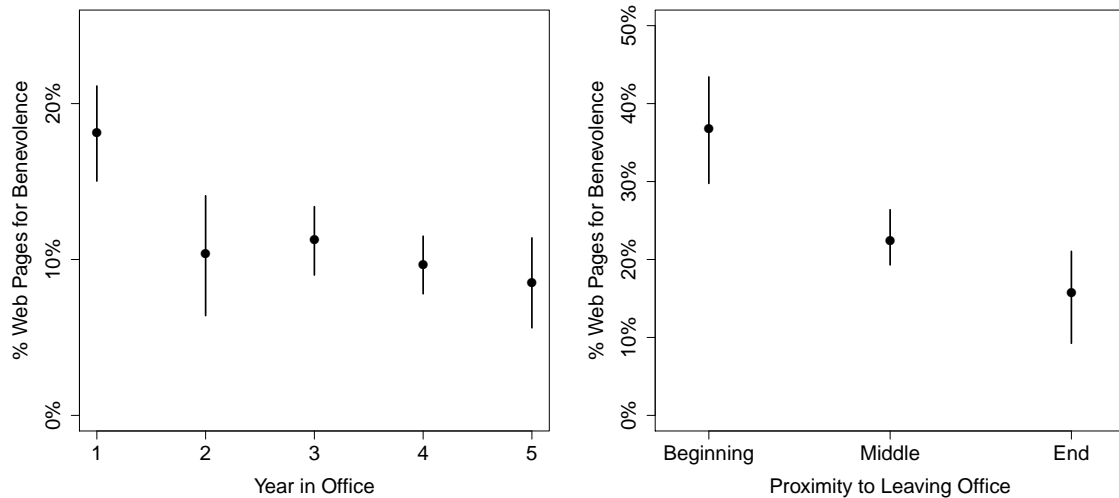 % Web Pages for Benevolence
20%
10%
0%
1 2 3 4 5
Year in Office
% Web Pages for Benevolence
50%
40%
30%
20%
10%
0%
Beginning Middle End
Proximity to Leaving Office